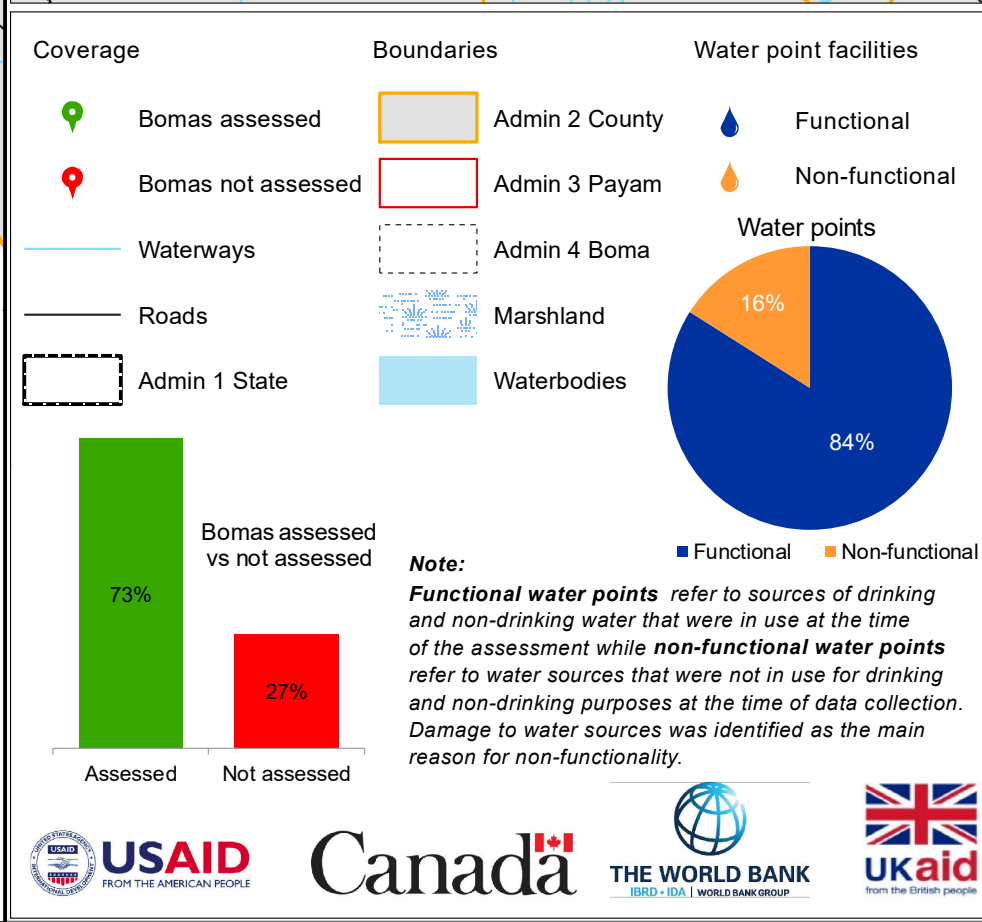 Coverage
Bomas assessed
Bomas not assessed
Waterways
Roads
Admin 1 State
Boundaries
Admin 2 County
Admin 3 Payam
Admin 4 Boma
Marshland
Waterbodies
Water point facilities
Functional
Non-functional
Water points
16%
84%
Functional
Non-functional
Bomas assessed
vs not assessed
73%
27%
Assessed
Not assessed
Note:
Functional water points refer to sources of drinking
and non-drinking water that were in use at the time
of the assessment while non-functional water points
refer to water sources that were not in use for drinking
and non-drinking purposes at the time of data collection.
Damage to water sources was identified as the main
reason for non-functionality.
UNITED STATES AGENCY
INTERNATIONAL DEVELOPMENT
USAID
USAID
FROM THE AMERICAN PEOPLE
Canada
THE WORLD BANK
IBRD • IDA | WORLD BANK GROUP
UKaid
from the British people